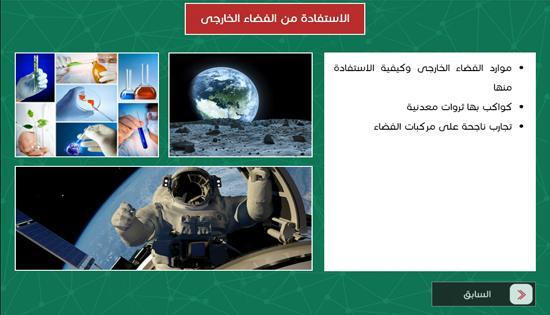 الاستفادة من الفضاء الخارجى
• موارد الفضاء الخارجى وكيفية الاستفادة
منها
• كواكب بها ثروات معدنية
• تجارب ناجحة على مركبات الفضاء
السابق